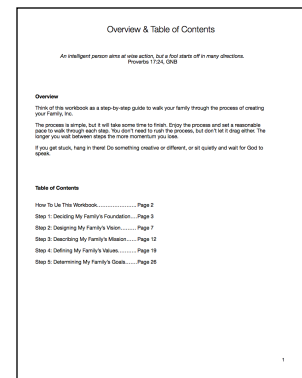 Overview & Table of Contents
An intelligent person aims at wise action, but a fool starts off in many directions.
Proverbs 17:24, GNB
Overview
Think of this workbook as a step-by-step guide to walk your family through the process of creating
your Family, Inc.
The process is simple, but it will take some time to finish. Enjoy the process and set a reasonable
pace to walk through each step. You don't need to rush the process, but don't let it drag either. The
longer you wait between steps the more momentum you lose.
If you get stuck, hang in there! Do something creative or different, or sit quietly and wait for God to
speak.
Table of Contents
How To Ue This Workbook...................... Page 2
Step 1: Deciding My Family's Foundation....Page 3
Step 2: Designing My Family's Vision......... Page 7
Step 3: Describing My Family's Mission...... Page 12
Step 4: Defining My Family's Values.......... Page 19
Step 5: Determining My Family's Goals...... Page 26
1